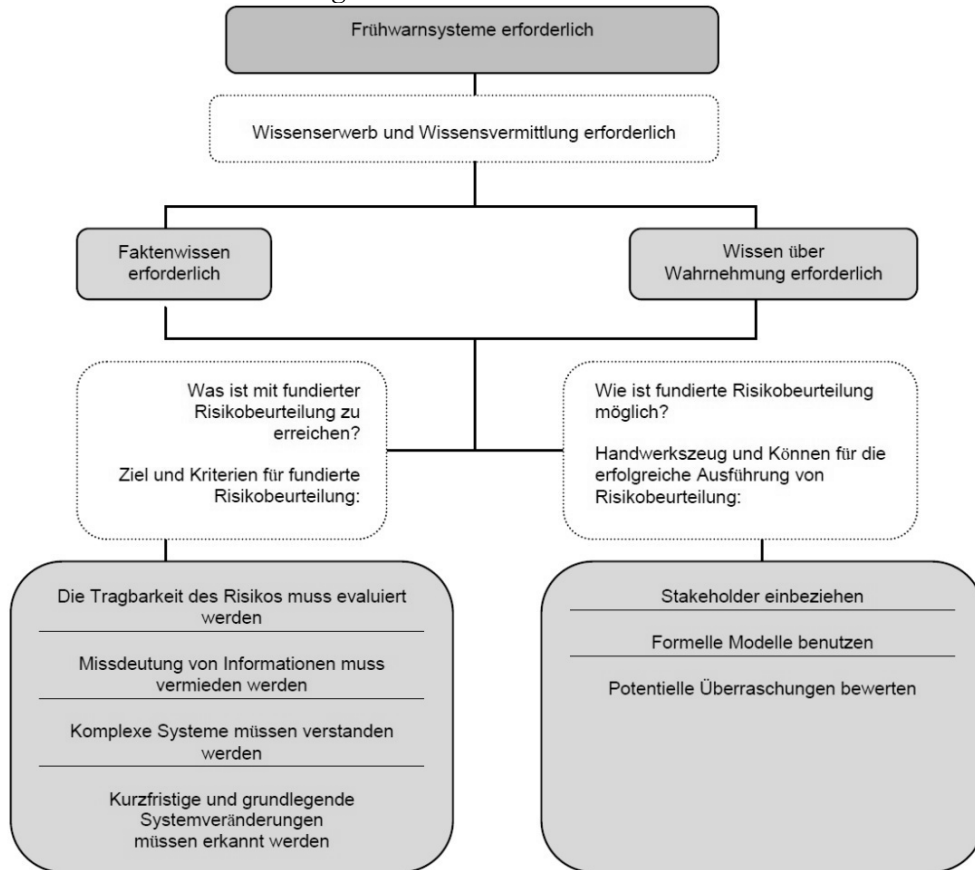 Frühwarnsysteme erforderlich
Wissenserwerb und Wissensvermittlung erforderlich
Faktenwissen
erforderlich
Wissen über
Wahrnehmung erforderlich
Was ist mit fundierter
Risikobeurteilung zu
erreichen?
Ziel und Kriterien für fundierte
Risikobeurteilung:
Wie ist fundierte Risikobeurteilung
möglich?
Handwerkszeug und Können für die
erfolgreiche Ausführung von
Risikobeurteilung:
Die Tragbarkeit des Risikos muss evaluiert
werden
Missdeutung von Informationen muss
vermieden werden
Komplexe Systeme müssen verstanden
werden
Kurzfristige und grundlegende
Systemveränderungen
müssen erkannt werden
Stakeholder einbeziehen
Formelle Modelle benutzen
Potentielle Überraschungen bewerten